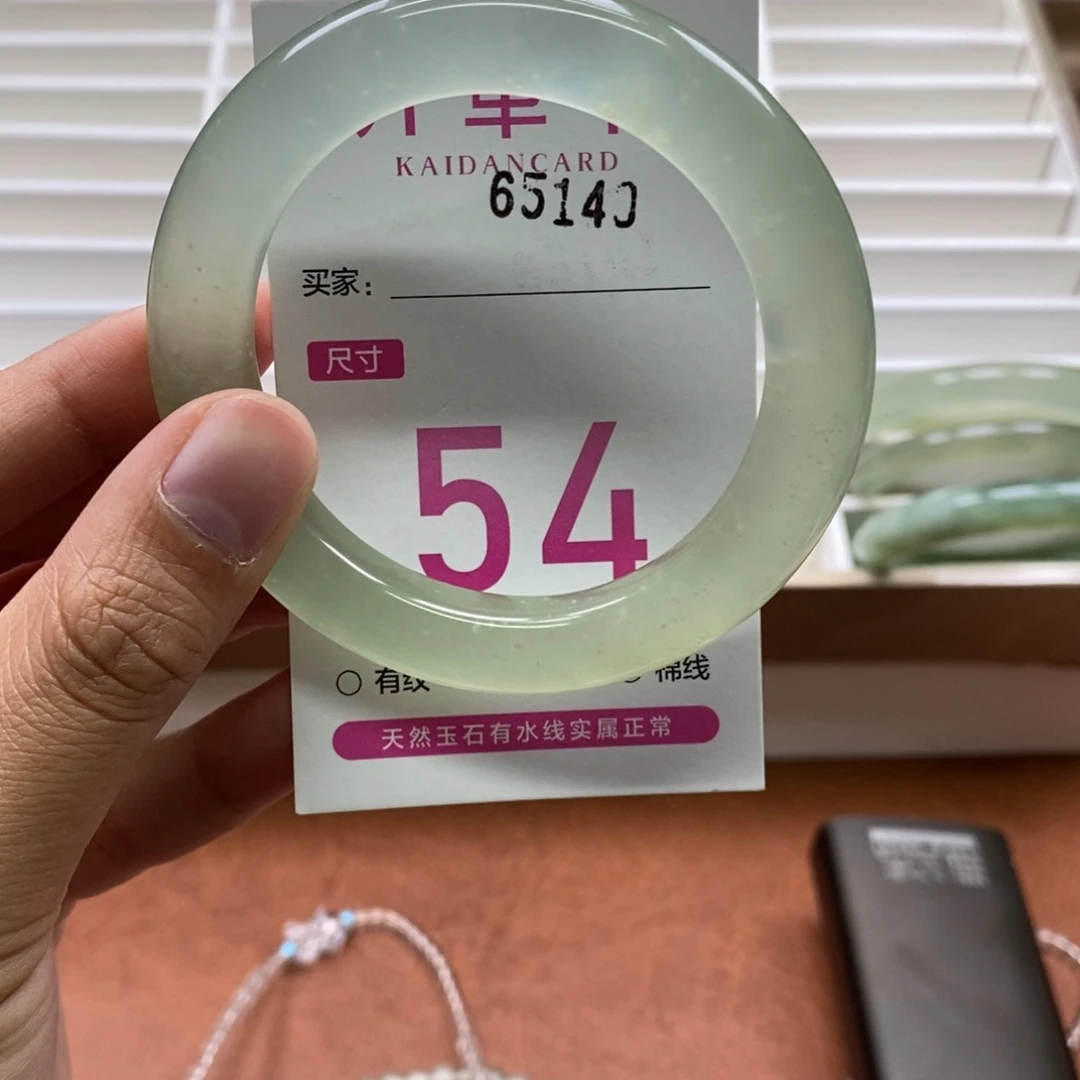 KAIDANCARD
65140
买家：
尺寸
54
○ 有纹 ○ 棉线
天然玉石有水线实属正常